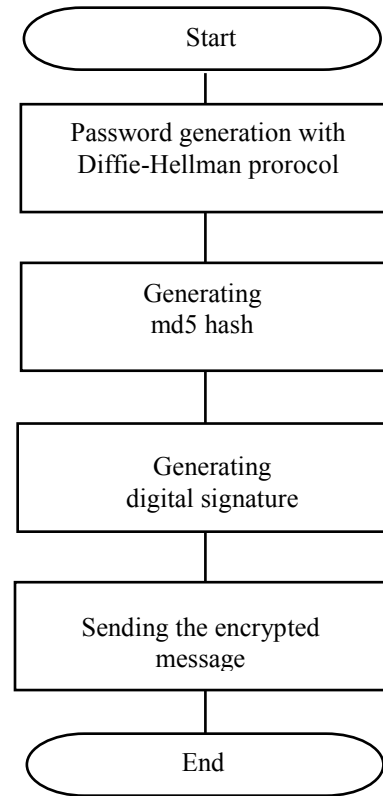 Start
Password generation with
Diffie-Hellman prorocol
Generating
md5 hash
Generating
digital signature
Sending the encrypted
message
End